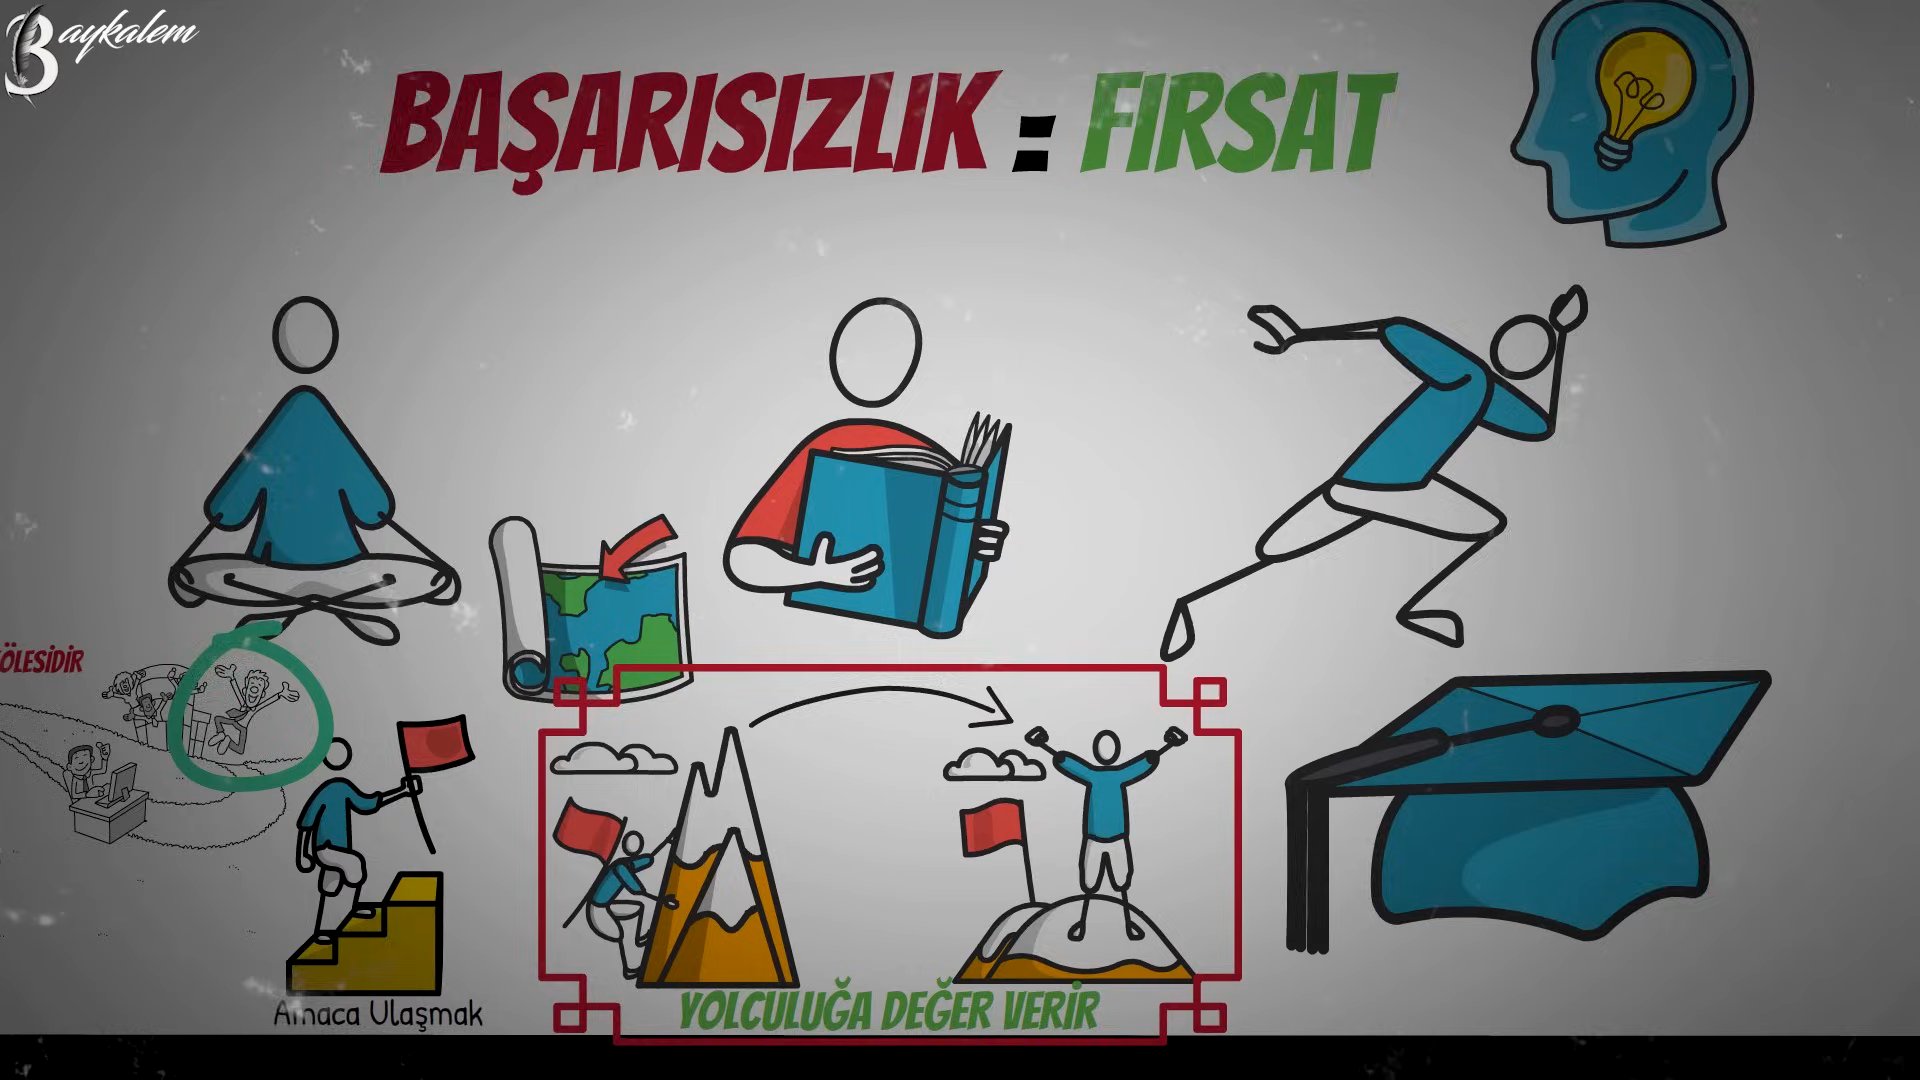 Baykalem
BAŞARISIZLIK = FIRSAT
ÖLESİDİR
Amaca Ulaşmak
YOLCULUĞA DEĞER VERİR